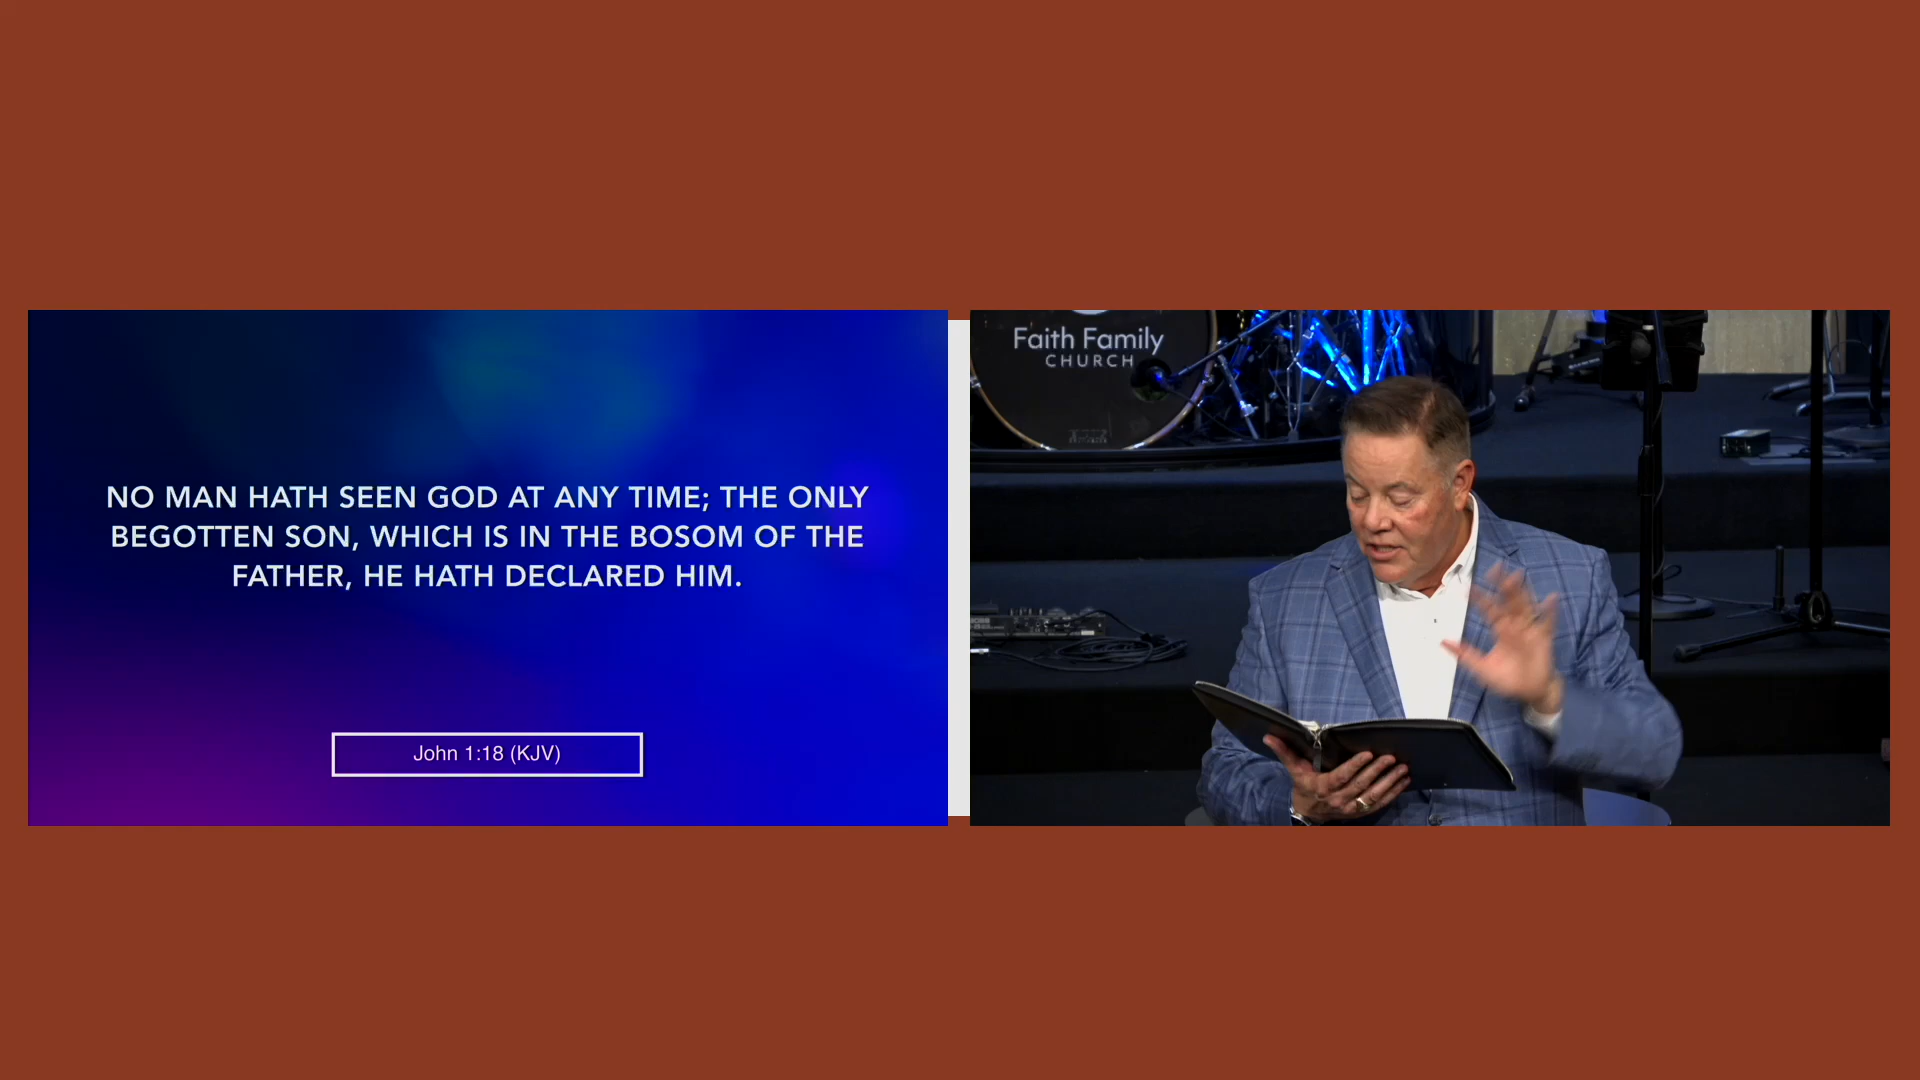 NO MAN HATH SEEN GOD AT ANY TIME; THE ONLY
BEGOTTEN SON, WHICH IS IN THE BOSOM OF THE
FATHER, HE HATH DECLARED HIM.
John 1:18 (KJV)
Faith Family
CHURCH